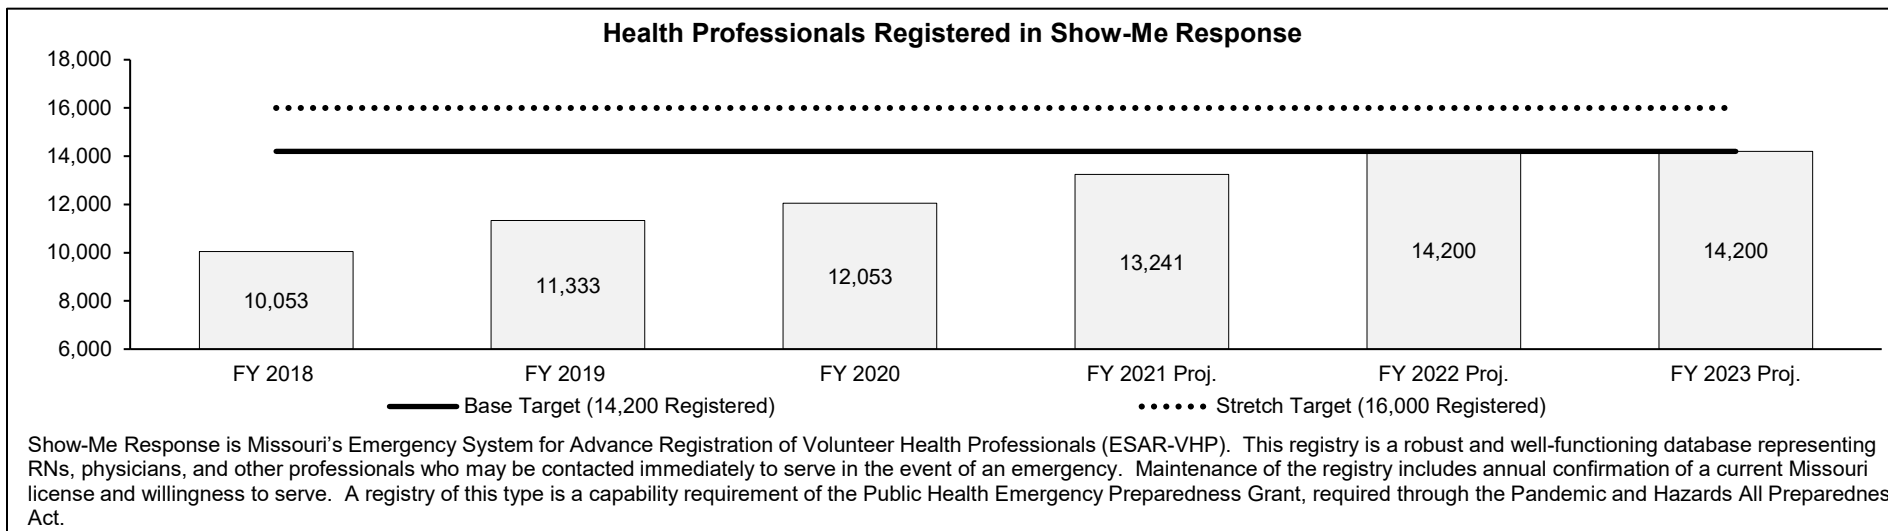 Health Professionals Registered in Show-Me Response
18,000
16,000
14,000
12,000
10,000
8,000
6,000
10,053
11,333
12,053
13,241
14,200
14,200
FY 2018
FY 2019
FY 2020
FY 2021 Proj.
FY 2022 Proj.
FY 2023 Proj.
Base Target (14,200 Registered)
Stretch Target (16,000 Registered)
Show-Me Response is Missouri’s Emergency System for Advance Registration of Volunteer Health Professionals (ESAR-VHP).  This registry is a robust and well-functioning database representing
RNs, physicians, and other professionals who may be contacted immediately to serve in the event of an emergency.  Maintenance of the registry includes annual confirmation of a current Missouri
license and willingness to serve.  A registry of this type is a capability requirement of the Public Health Emergency Preparedness Grant, required through the Pandemic and Hazards All Preparednes
Act.